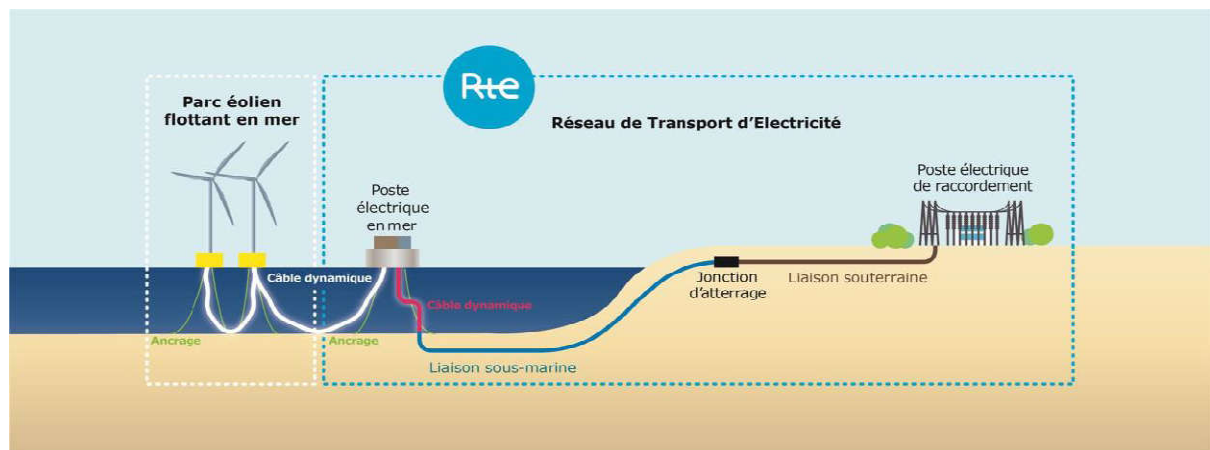 Rte
Parc éolien
flottant en mer
Réseau de Transport d'Electricité
Poste
électrique
en mer
Poste électrique
de raccordement
Câble dynamique
Câble dynamique
Jonction
d'atterrage
Liaison souterraine
Ancrage
Ancrage
Liaison sous-marine